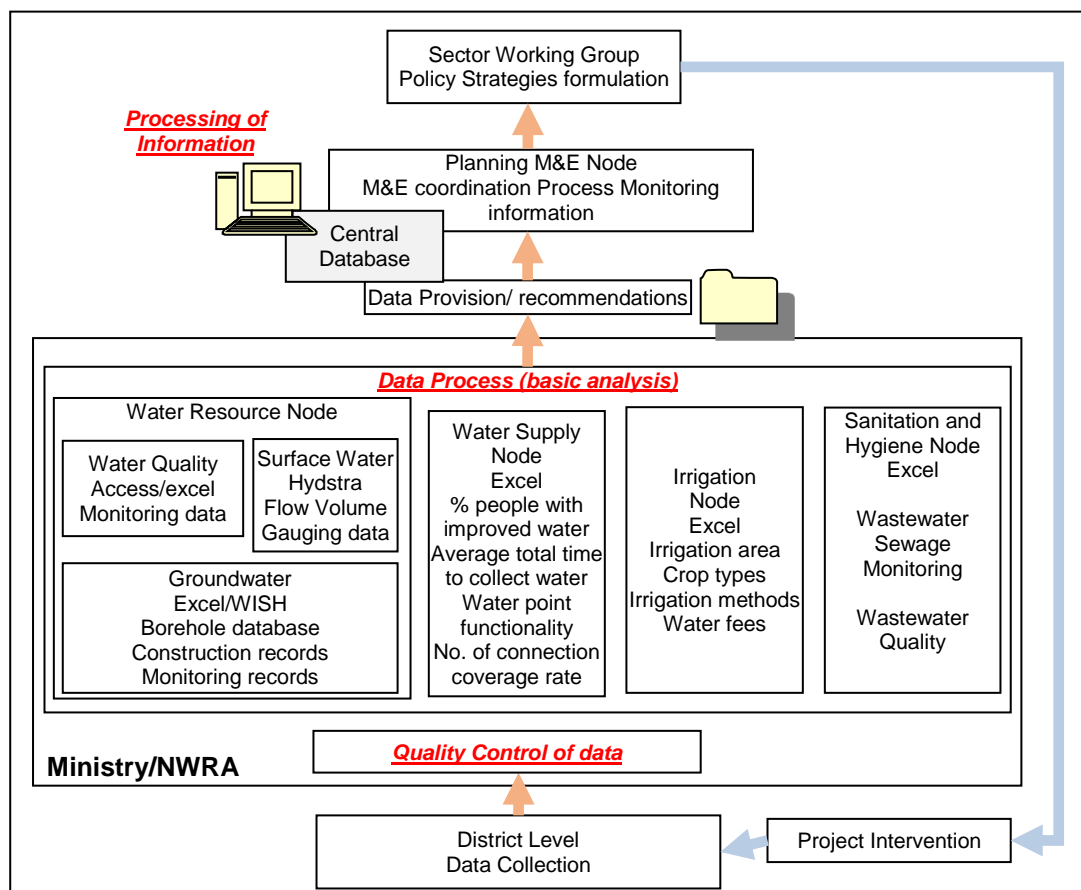 Sector Working Group
Policy Strategies formulation
Processing of
Information
Planning M&E Node
M&E coordination Process Monitoring
information
Central
Database
Data Provision/ recommendations
Data Process (basic analysis)
Water Resource Node
Water Quality
Access/excel
Monitoring data
Surface Water
Hydstra
Flow Volume
Gauging data
Groundwater
Excel/WISH
Borehole database
Construction records
Monitoring records
Water Supply
Node
Excel
% people with
improved water
Average total time
to collect water
Water point
functionality
No. of connection
coverage rate
Irrigation
Node
Excel
Irrigation area
Crop types
Irrigation methods
Water fees
Sanitation and
Hygiene Node
Excel
Wastewater
Sewage
Monitoring
Wastewater
Quality
Quality Control of data
Ministry/NWRA
District Level
Data Collection
Project Intervention